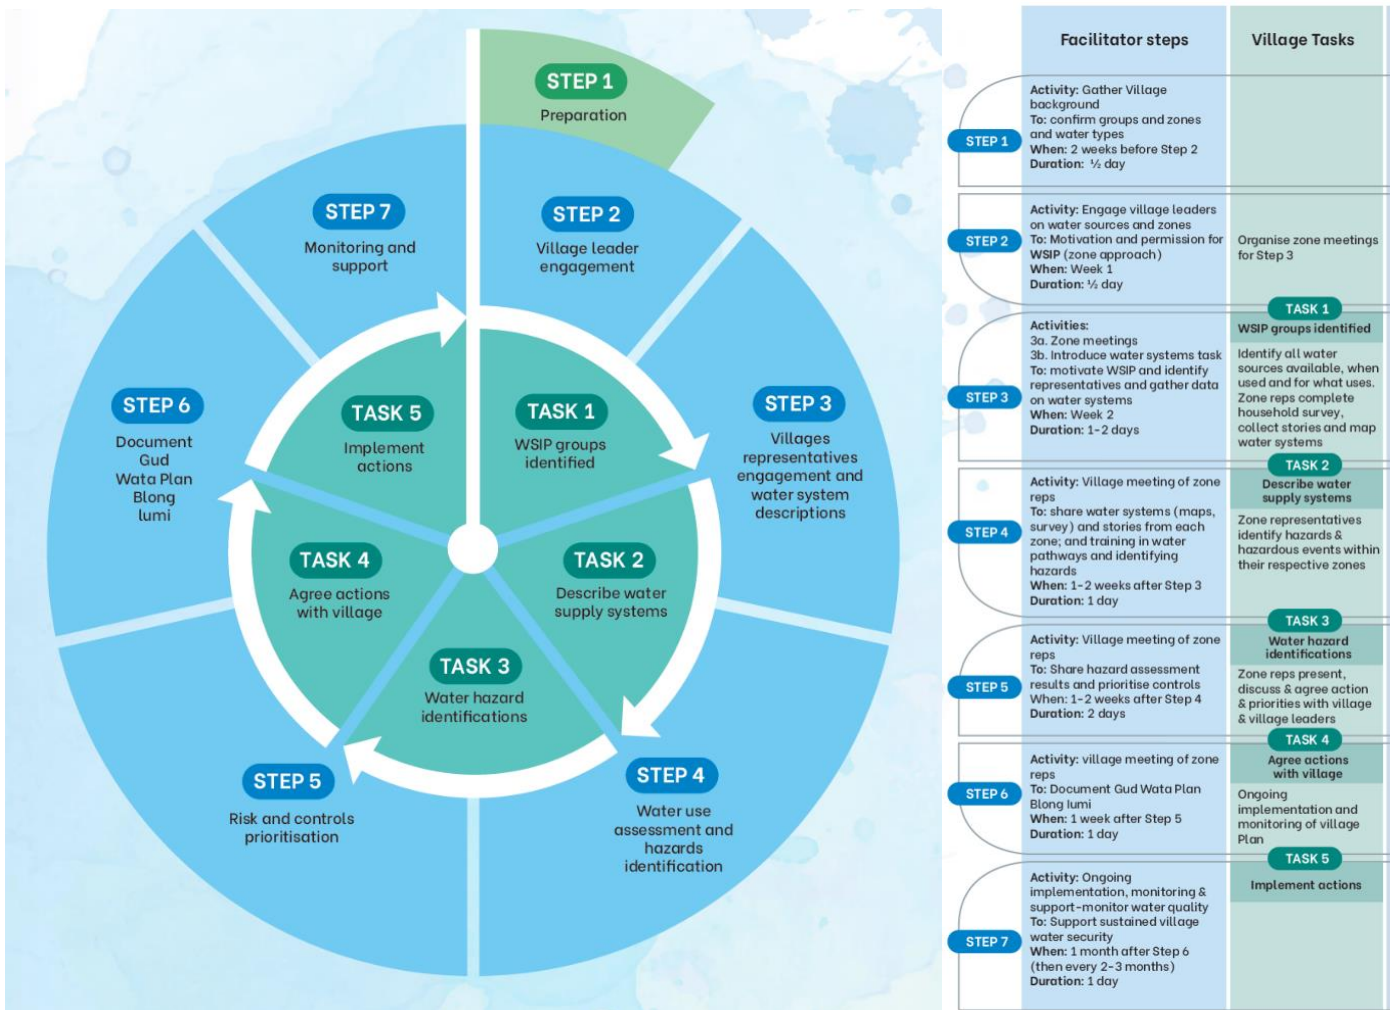 STEP 1
Preparation
STEP 2
Village leader
engagement
STEP 3
Villages
representatives
engagement and
water system
descriptions
STEP 4
Water use
assessment and
hazards
identification
STEP 5
Risk and controls
prioritisation
STEP 6
Document
Gud
Wata Plan
Blong
Iumi
STEP 7
Monitoring and
support
TASK 1
WSIP groups
identified
TASK 2
Describe water
supply systems
TASK 3
Water hazard
identifications
TASK 4
Agree actions
with village
TASK 5
Implement
actions
Facilitator steps
Village Tasks
STEP 1
Activity: Gather Village
background
To: confirm groups and zones
and water types
When: 2 weeks before Step 2
Duration: ½ day
STEP 2
Activity: Engage village leaders
on water sources and zones
To: Motivation and permission for
WSIP (zone approach)
When: Week 1
Duration: ½ day
Organise zone meetings
for Step 3
STEP 3
Activities:
3a. Zone meetings
3b. Introduce water systems task
To: motivate WSIP and identify
representatives and gather data
on water systems
When: Week 2
Duration: 1-2 days
TASK 1
WSIP groups identified
Identify all water
sources available, when
used and for what uses.
Zone reps complete
household survey,
collect stories and map
water systems
STEP 4
Activity: Village meeting of zone
reps
To: share water systems (maps,
survey) and stories from each
zone; and training in water
pathways and identifying
hazards
When: 1-2 weeks after Step 3
Duration: 1 day
TASK 2
Describe water
supply systems
Zone representatives
identify hazards &
hazardous events within
their respective zones
STEP 5
Activity: Village meeting of zone
reps
To: Share hazard assessment
results and prioritise controls
When: 1-2 weeks after Step 4
Duration: 2 days
TASK 3
Water hazard
identifications
Zone reps present,
discuss & agree action
& priorities with village
& village leaders
STEP 6
Activity: village meeting of zone
reps
To: Document Gud Wata Plan
Blong Iumi
When: 1 week after Step 5
Duration: 1 day
TASK 4
Agree actions
with village
Ongoing
implementation and
monitoring of village
Plan
STEP 7
Activity: Ongoing
implementation, monitoring &
support-monitor water quality
To: Support sustained village
water security
When: 1 month after Step 6
(then every 2-3 months)
Duration: 1 day
TASK 5
Implement actions